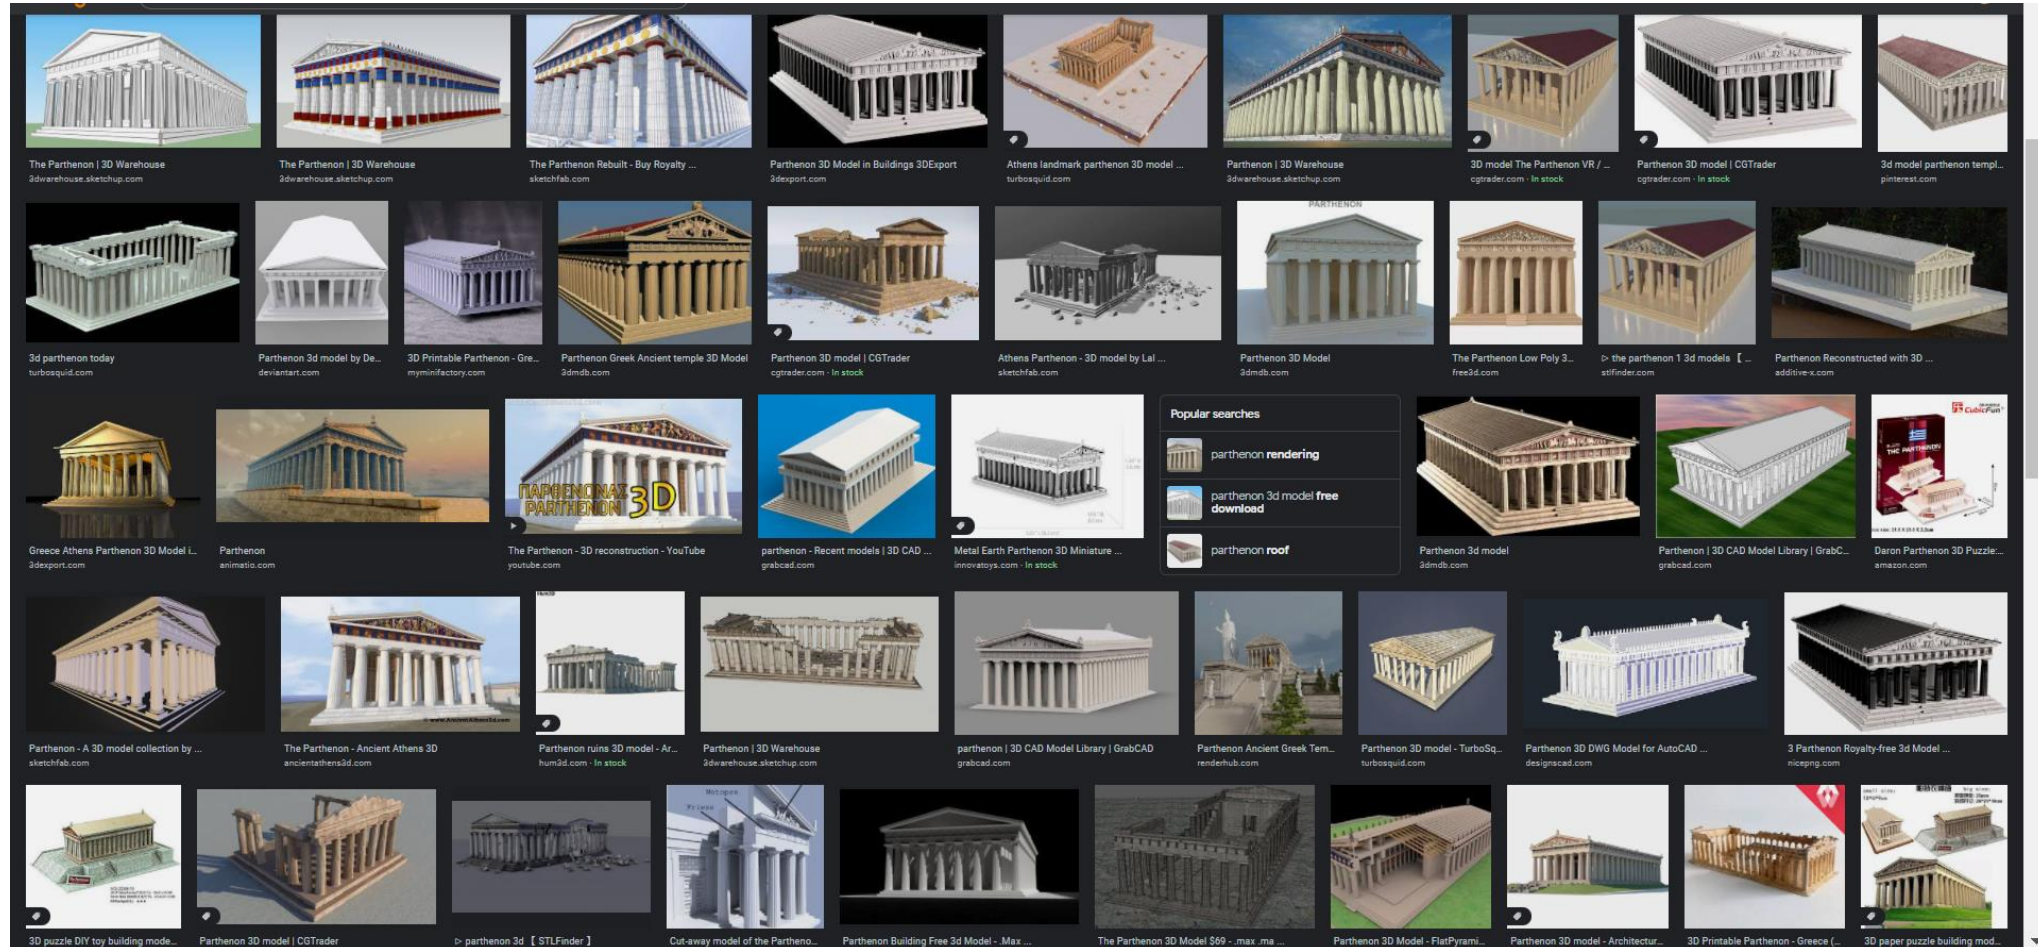 The Parthenon | 3D Warehouse
3dwarehouse.sketchup.com
The Parthenon | 3D Warehouse
3dwarehouse.sketchup.com
The Parthenon Rebuilt - Buy Royalty ...
sketchfab.com
Parthenon 3D Model in Buildings 3DExport
3dexport.com
Athens landmark parthenon 3D model ...
turbosquid.com
Parthenon | 3D Warehouse
3dwarehouse.sketchup.com
3D model The Parthenon VR / ...
cgtrader.com · In stock
Parthenon 3D model | CGTrader
cgtrader.com · In stock
3d model parthenon templ...
pinterest.com
3d parthenon today
turbosquid.com
Parthenon 3d model by De...
deviantart.com
3D Printable Parthenon - Gre...
myminifactory.com
Parthenon Greek Ancient temple 3D Model
3dmdb.com
Parthenon 3D model | CGTrader
cgtrader.com · In stock
Athens Parthenon - 3D model by Lal ...
sketchfab.com
PARTHENON
Parthenon 3D Model
3dmdb.com
The Parthenon Low Poly 3...
free3d.com
▷ the parthenon 1 3d models 【 ...
stlfinder.com
Parthenon Reconstructed with 3D ...
additive-x.com
Greece Athens Parthenon 3D Model i...
3dexport.com
Parthenon
animatio.com
ΠΑΡΘΕΝΩΝΑΣ
PARTHENON 3D
The Parthenon - 3D reconstruction - YouTube
youtube.com
parthenon - Recent models | 3D CAD ...
grabcad.com
Metal Earth Parthenon 3D Miniature ...
innovatoys.com · In stock
Popular searches
parthenon rendering
parthenon 3d model free
download
parthenon roof
Parthenon 3d model
3dmdb.com
Parthenon | 3D CAD Model Library | GrabC...
grabcad.com
CubicFun
THE PARTHENON
Daron Parthenon 3D Puzzle:...
amazon.com
Parthenon - A 3D model collection by ...
sketchfab.com
© www.AncientAthens3d.com
The Parthenon - Ancient Athens 3D
ancientathens3d.com
Hum3D
Parthenon ruins 3D model - Ar...
hum3d.com · In stock
Parthenon | 3D Warehouse
3dwarehouse.sketchup.com
parthenon | 3D CAD Model Library | GrabCAD
grabcad.com
Parthenon Ancient Greek Tem...
renderhub.com
Parthenon 3D model - TurboSq...
turbosquid.com
Parthenon 3D DWG Model for AutoCAD ...
designscad.com
3 Parthenon Royalty-free 3d Model ...
nicepng.com
3D puzzle DIY toy building mode...
Parthenon 3D model | CGTrader
▷ parthenon 3d 【 STLFinder 】
Metopes
Frieze
Cut-away model of the Partheno...
Parthenon Building Free 3d Model - .Max ...
The Parthenon 3D Model $69 - .max .ma ...
Parthenon 3D Model - FlatPyrami...
Parthenon 3D model - Architectur...
3D Printable Parthenon - Greece (...
small size:
big size:
3D paper puzzle building mod...